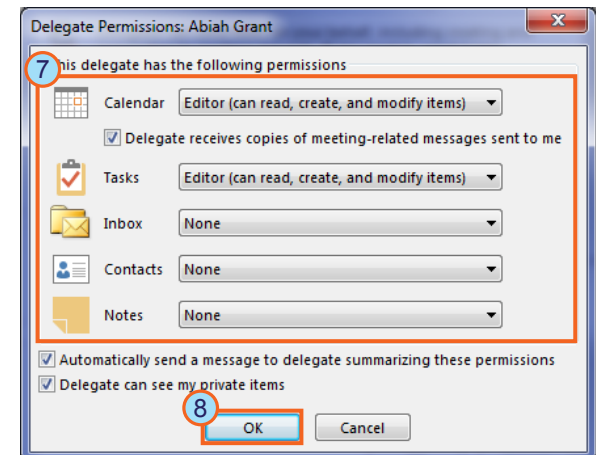 Delegate Permissions: Abiah Grant
7
his delegate has the following permissions
Calendar Editor (can read, create, and modify items)
Delegate receives copies of meeting-related messages sent to me
Tasks Editor (can read, create, and modify items)
Inbox None
Contacts None
Notes None
Automatically send a message to delegate summarizing these permissions
Delegate can see my private items
8
OK Cancel